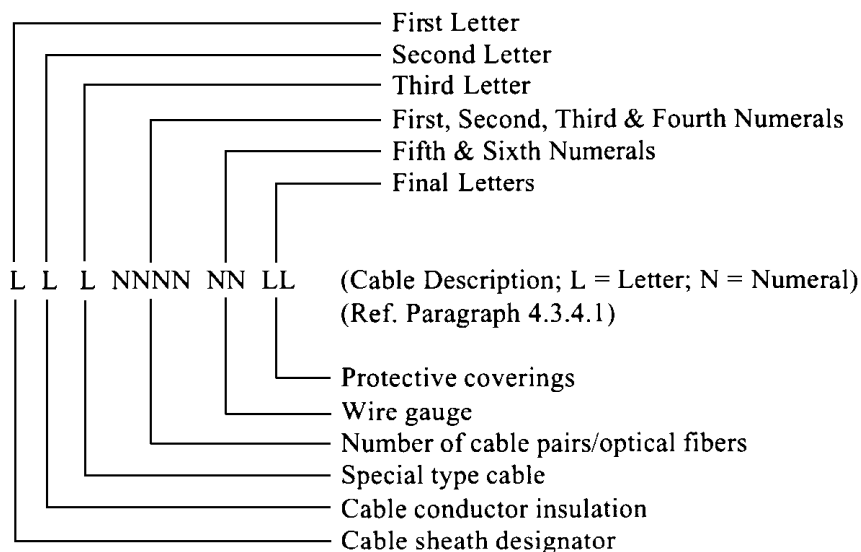 First Letter
Second Letter
Third Letter
First, Second, Third & Fourth Numerals
Fifth & Sixth Numerals
Final Letters
L L L NNNN NN LL (Cable Description; L = Letter; N = Numeral)
(Ref. Paragraph 4.3.4.1)
Protective coverings
Wire gauge
Number of cable pairs/optical fibers
Special type cable
Cable conductor insulation
Cable sheath designator